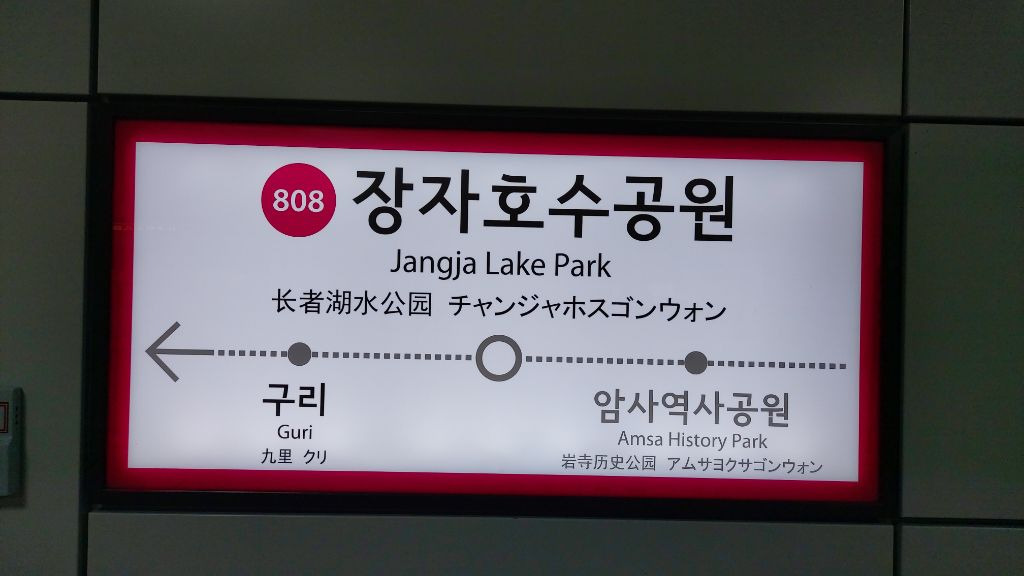 808 장자호수공원
Jangja Lake Park
长者湖水公园 チャンジャホスゴンウォン
구리
Guri
九里 クリ
암사역사공원
Amsa History Park
岩寺历史公园 アムサヨクサゴンウォン